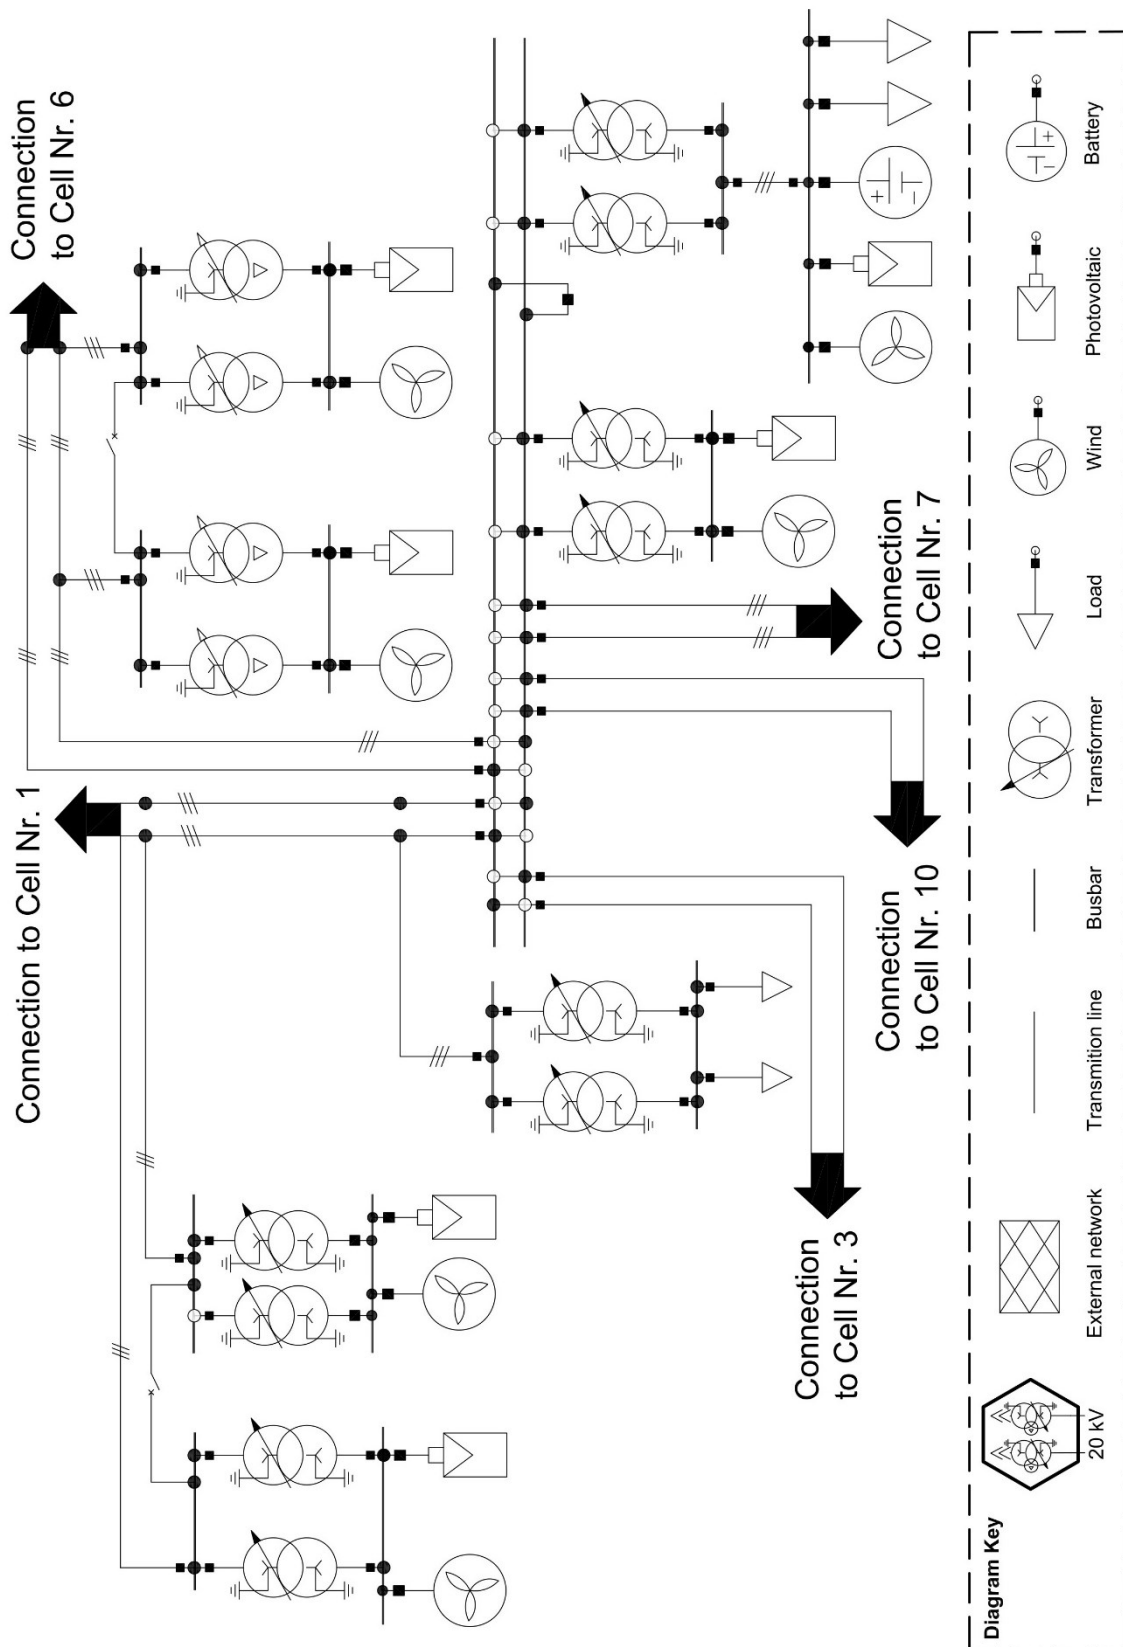 Connection to Cell Nr. 1
Connection
to Cell Nr. 6
Connection
to Cell Nr. 3
Connection
to Cell Nr. 10
Connection
to Cell Nr. 7
Diagram Key
20 kV
External network
Transmition line
Busbar
Transformer
Load
Wind
Photovoltaic
Battery